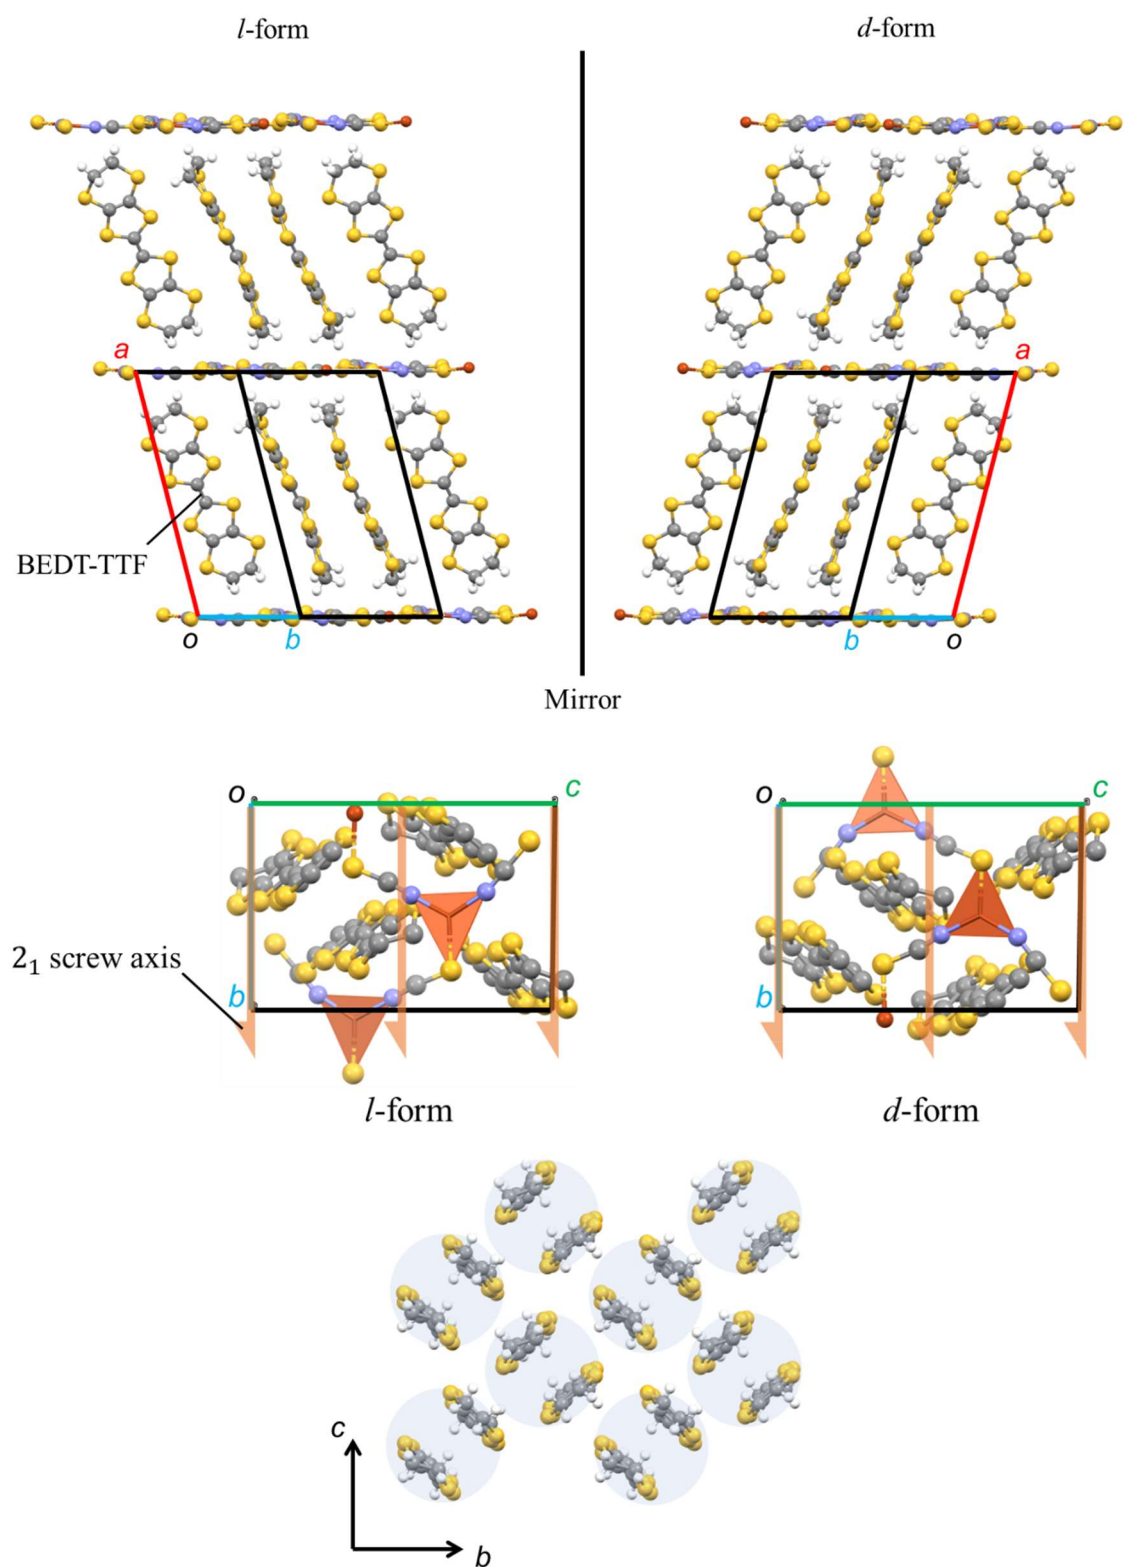 l-form
d-form
a
a
BEDT-TTF
o
b
b
o
Mirror
o
c
o
c
2₁ screw axis
b
b
l-form
d-form
c
b